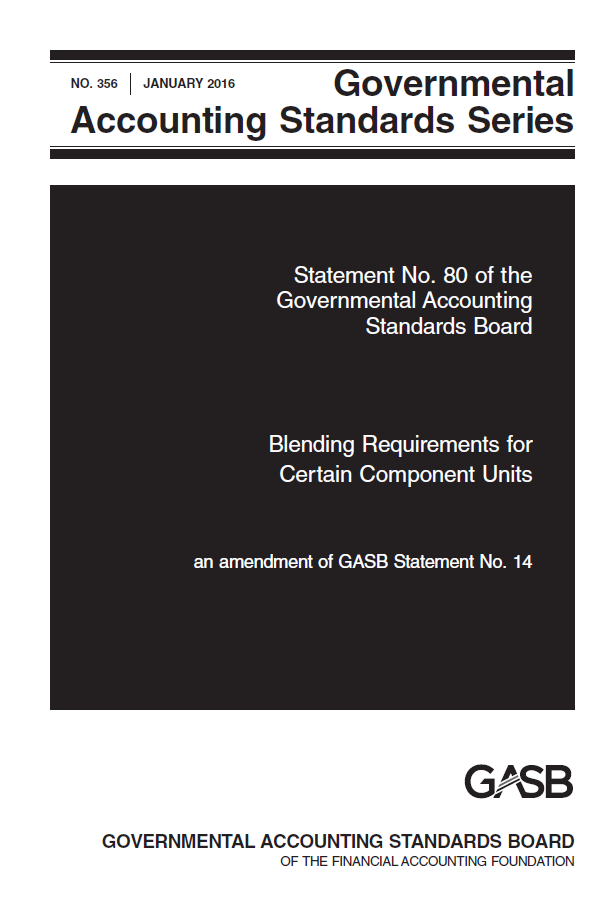 NO. 356 | JANUARY 2016
Governmental
Accounting Standards Series
Statement No. 80 of the
Governmental Accounting
Standards Board
Blending Requirements for
Certain Component Units
an amendment of GASB Statement No. 14
GASB
GOVERNMENTAL ACCOUNTING STANDARDS BOARD
OF THE FINANCIAL ACCOUNTING FOUNDATION